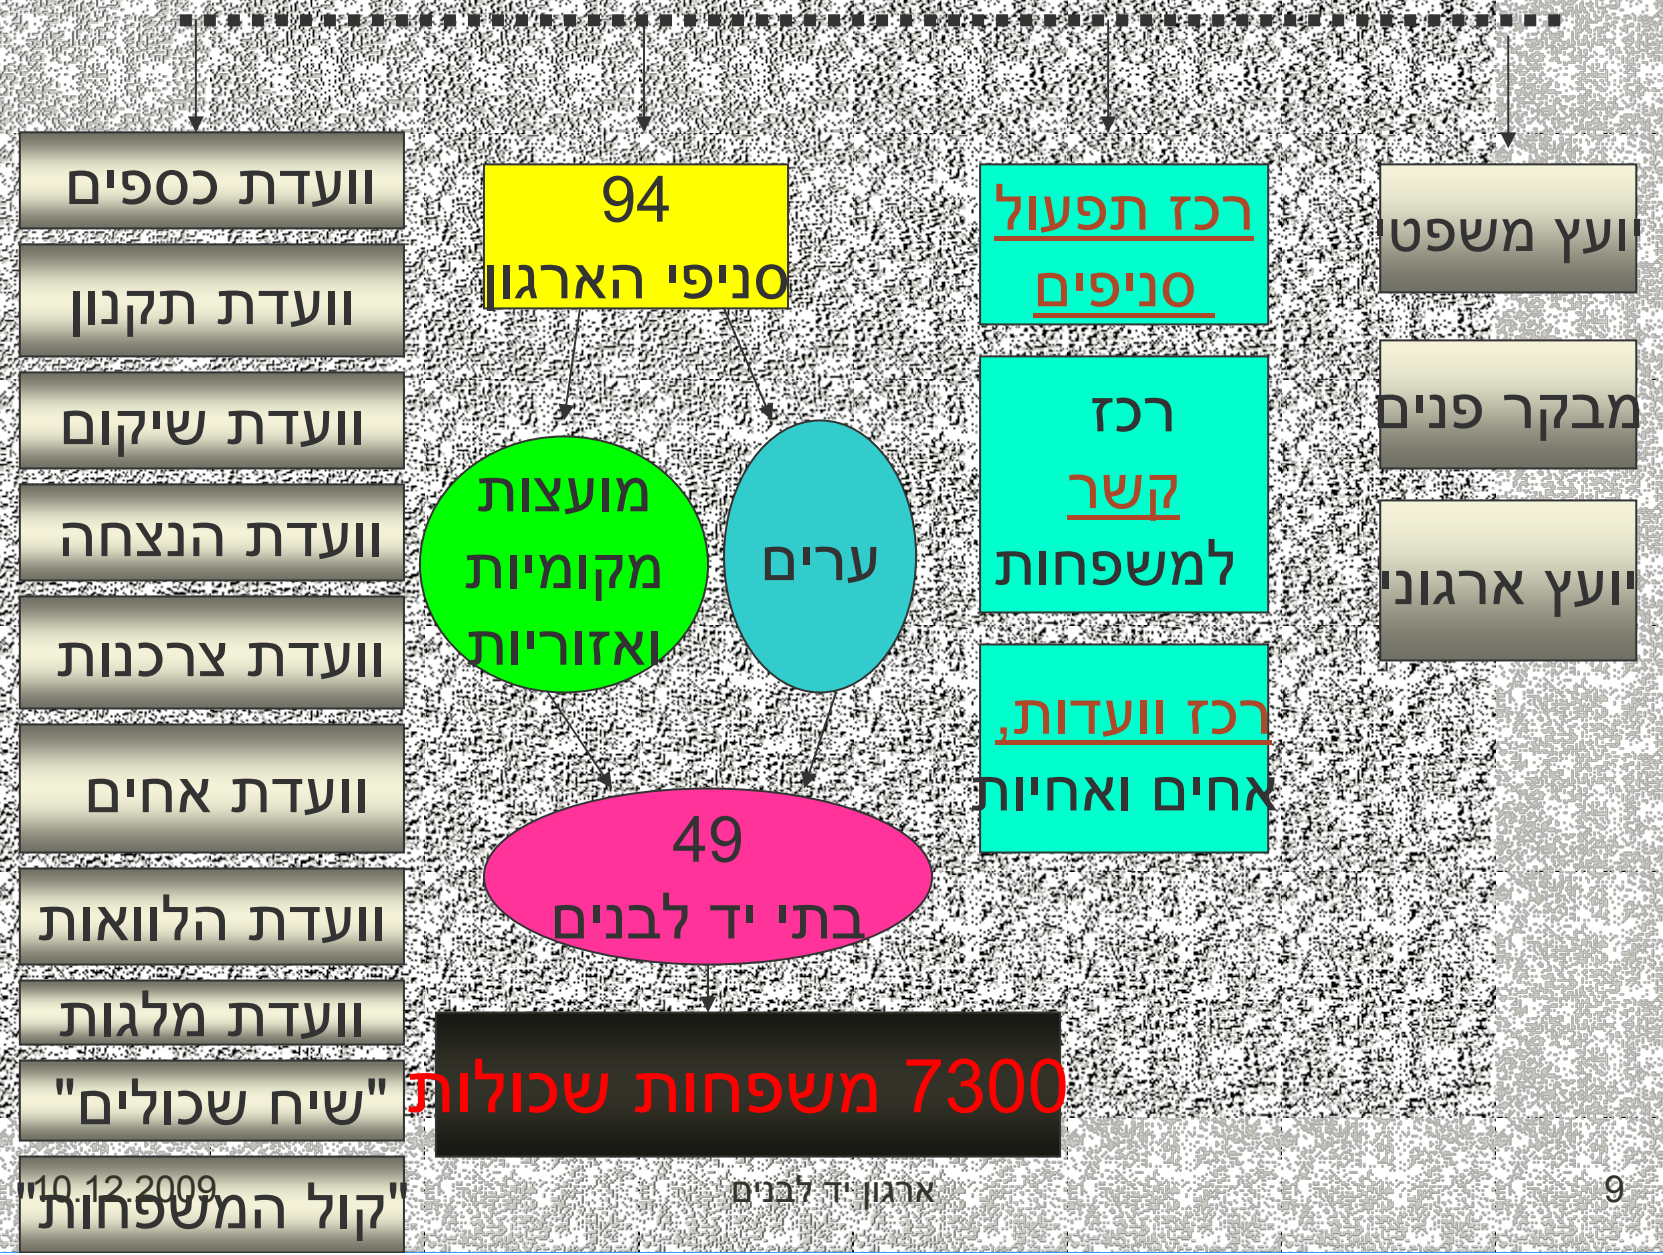 יועץ משפטי
מבקר פנים
יועץ ארגוני
רכז תפעול
סניפים
רכז
קשר
למשפחות
רכז וועדות,
אחים ואחיות
94
סניפי הארגון
ערים
מועצות
מקומיות
ואזוריות
49
בתי יד לבנים
7300 משפחות שכולות
וועדת כספים
וועדת תקנון
וועדת שיקום
וועדת הנצחה
וועדת צרכנות
וועדת אחים
וועדת הלוואות
וועדת מלגות
"שיח שכולים"
"קול המשפחות"
10.12.2009
ארגון יד לבנים
9